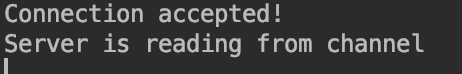 Connection accepted!
Server is reading from channel